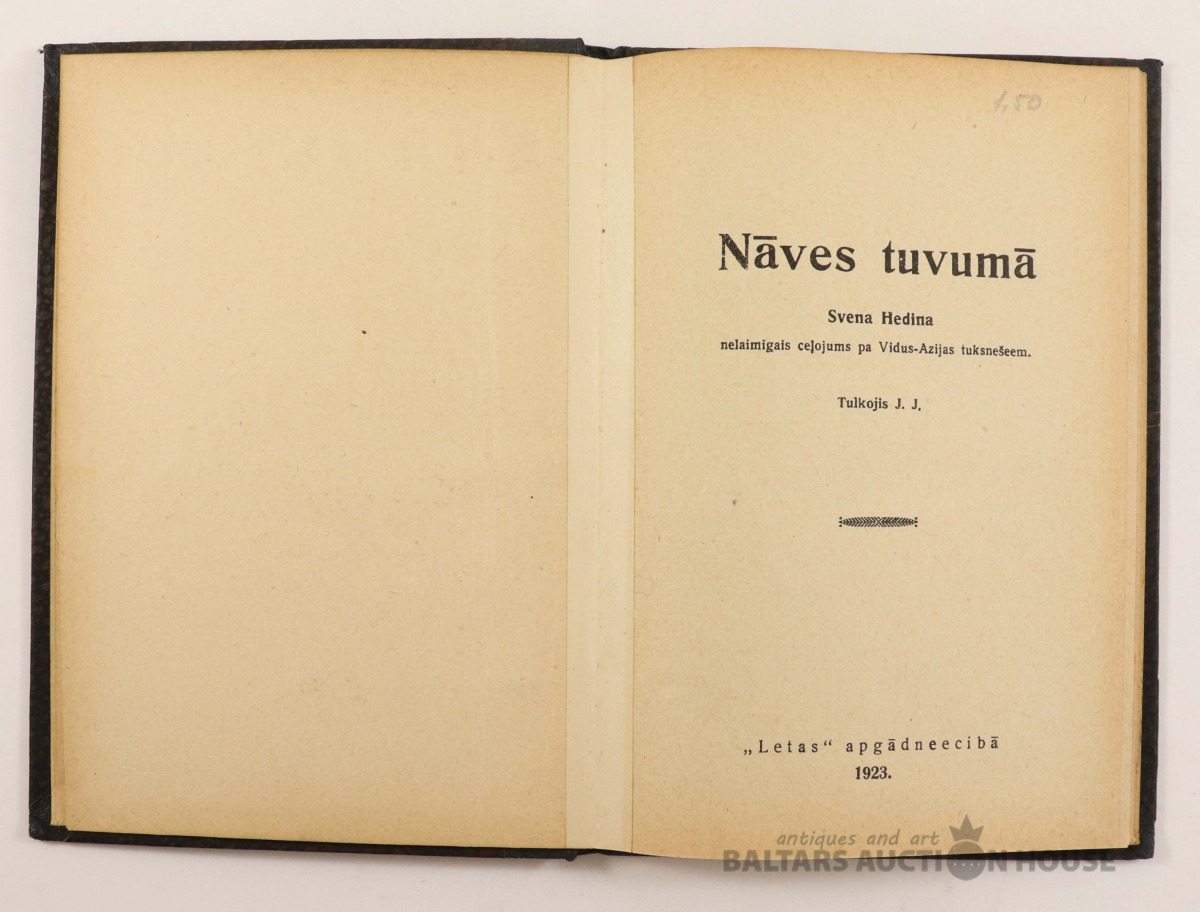 1,50
Nāves tuvumā
Svena Hedina
nelaimigais ceļojums pa Vidus-Azijas tuksnešeem.
Tulkojis J. J.
„Letas“ apgādneecibā
1923.
antiques and art
BALTARS AUCTION HOUSE